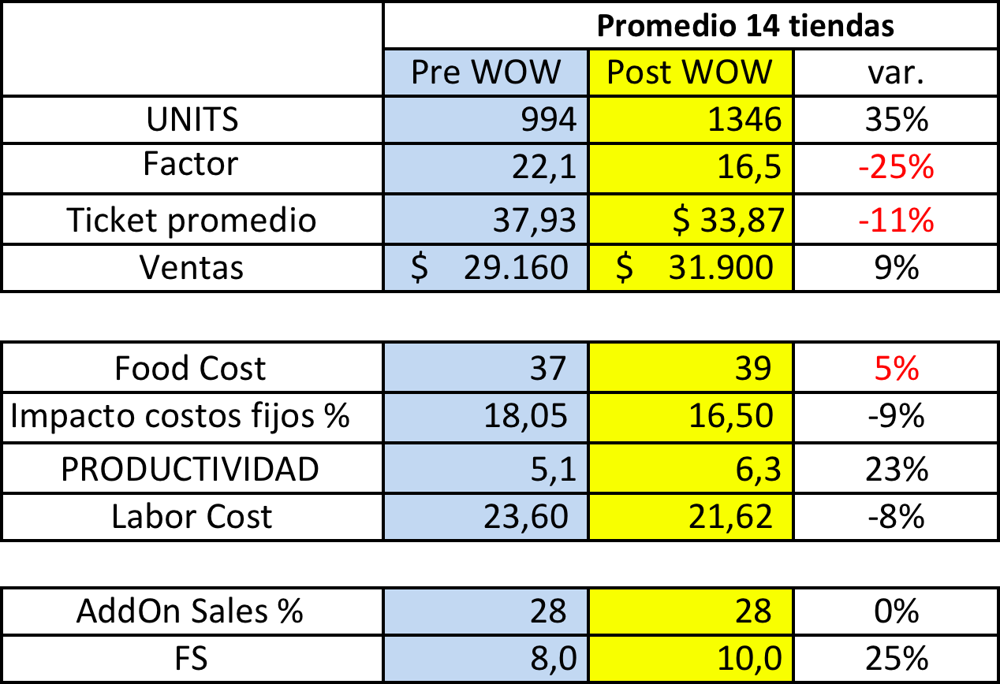 Promedio 14 tiendas
Pre WOW Post WOW var.
UNITS 994 1346 35%
Factor 22,1 16,5 -25%
Ticket promedio 37,93 $ 33,87 -11%
Ventas $ 29.160 $ 31.900 9%
Food Cost 37 39 5%
Impacto costos fijos % 18,05 16,50 -9%
PRODUCTIVIDAD 5,1 6,3 23%
Labor Cost 23,60 21,62 -8%
AddOn Sales % 28 28 0%
FS 8,0 10,0 25%